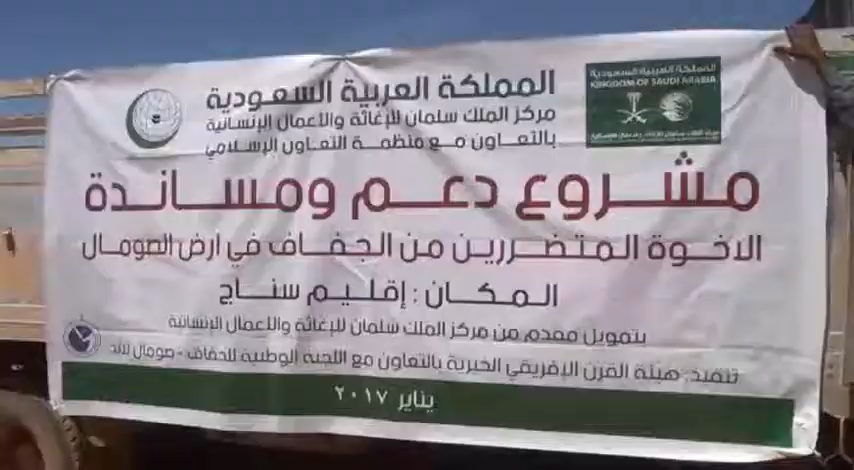 المملكة العربية السعودية
مركز الملك سلمان للإغاثة والأعمال الإنسانية
بالتعاون مع منظمة التعاون الإسلامي
المملكة العربية السعودية
KINGDOM OF SAUDI ARABIA
مشروع دعم ومساندة
الاخوة المتضررين من الجفاف في ارض الصومال
المكان : إقليم سناج
بتمويل مقدم من مركز الملك سلمان للإغاثة والأعمال الإنسانية
تنفيذ: هيئة القرن الإفريقي الخيرية بالتعاون مع اللجنة الوطنية للجفاف - صومال لاند
يناير ٢٠١٧